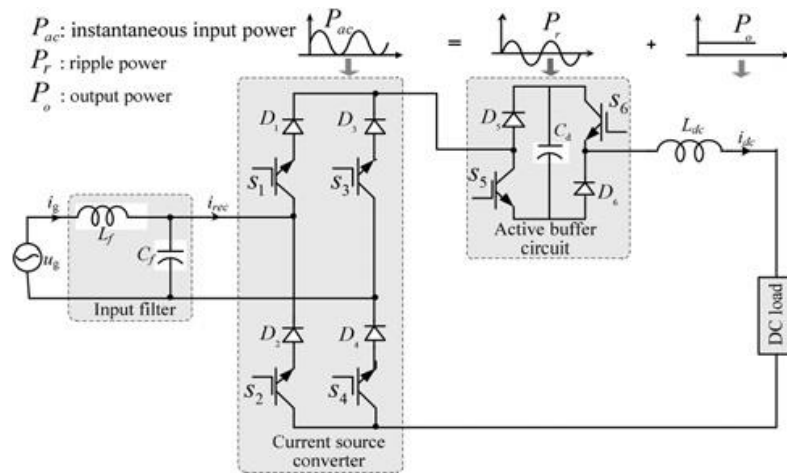 P_ac: instantaneous input power
P_r : ripple power
P_o : output power
P_ac
=
P_r
+
P_o
D_1
D_3
S_1
S_3
D_5
C_d
S_6
S_5
D_6
L_dc
i_dc
Active buffer
circuit
i_g
L_f
i_rec
C_f
u_g
Input filter
D_2
D_4
S_2
S_4
DC load
Current source
converter